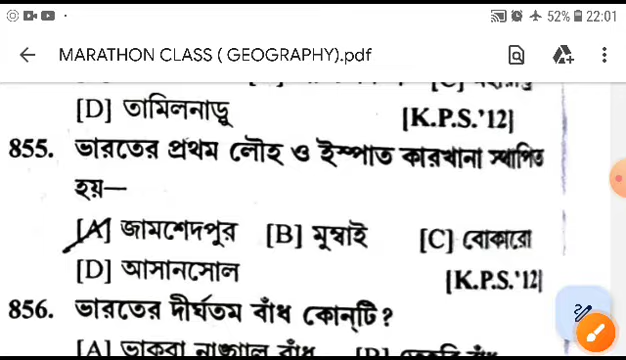 52% 22:01
MARATHON CLASS ( GEOGRAPHY).pdf
[D] তামিলনাড়ু [K.P.S.'12]
855. ভারতের প্রথম লৌহ ও ইস্পাত কারখানা স্থাপিত
হয়—
[A] জামশেদপুর [B] মুম্বাই [C] বোকারো
[D] আসানসোল [K.P.S.'12]
856. ভারতের দীর্ঘতম বাঁধ কোন্‌টি?
[A] ভাকরা নাঙ্গাল বাঁধ